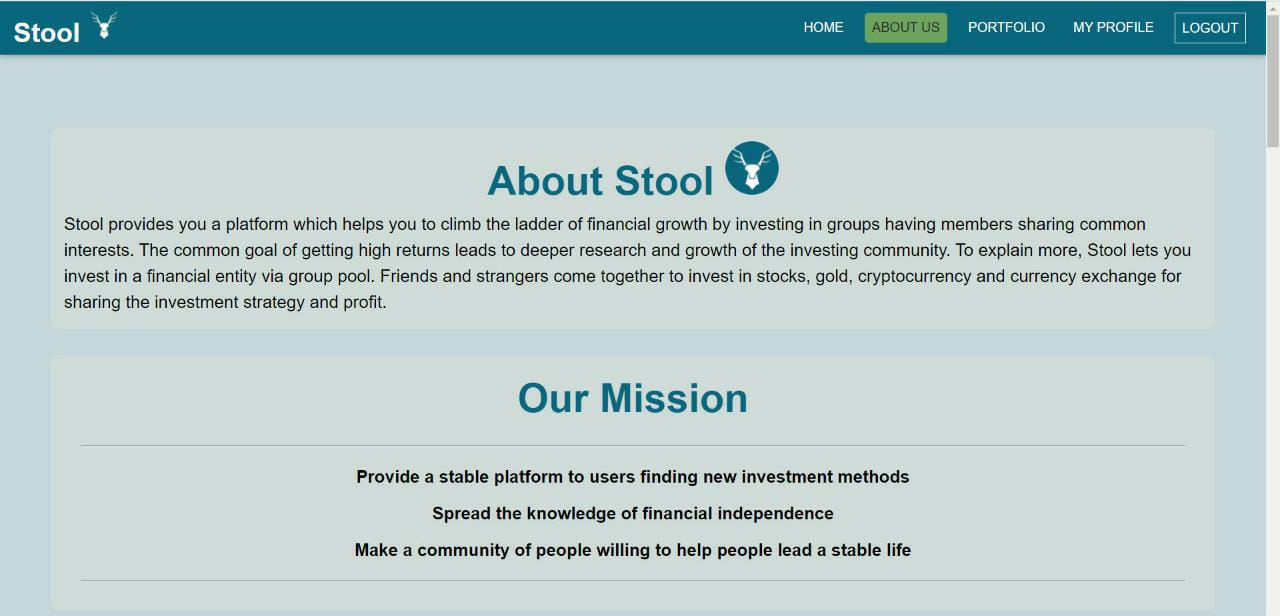 Stool
HOME
ABOUT US
PORTFOLIO
MY PROFILE
LOGOUT
About Stool
Stool provides you a platform which helps you to climb the ladder of financial growth by investing in groups having members sharing common
interests. The common goal of getting high returns leads to deeper research and growth of the investing community. To explain more, Stool lets you
invest in a financial entity via group pool. Friends and strangers come together to invest in stocks, gold, cryptocurrency and currency exchange for
sharing the investment strategy and profit.
Our Mission
Provide a stable platform to users finding new investment methods
Spread the knowledge of financial independence
Make a community of people willing to help people lead a stable life